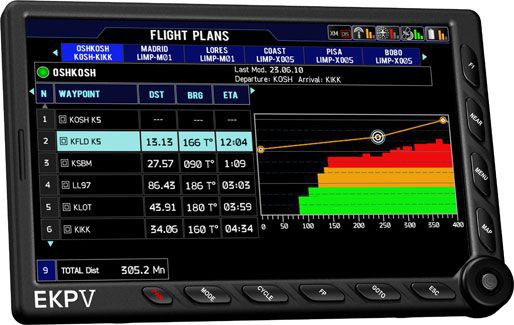 FLIGHT PLANS
XM DIS
OSHKOSH MADRID LORES COAST PISA BOBO
KOSH-KIKK LIMP-M01 LIMP-M01 LIMP-X005 LIMP-X005 LIMP-X005
OSHKOSH
Last Mod. 23.06.10
Departure: KOSH Arrival: KIKK
N WAYPOINT DST BRG ETA
1 KOSH K5 --- --- ---
2 KFLD K5 13.13 166 T° 12:04
3 KSBM 27.57 090 T° 1:09
4 LL97 86.43 186 T° 03:03
5 KLOT 43.91 180 T° 03:59
6 KIKK 34.06 160 T° 04:34
0 50 100 150 200 250 300 350 400
9 TOTAL Dist 305.2 Mn
EKPV
MODE
CYCLE
FP
GOTO
ESC
F1
NEAR
MENU
MAP